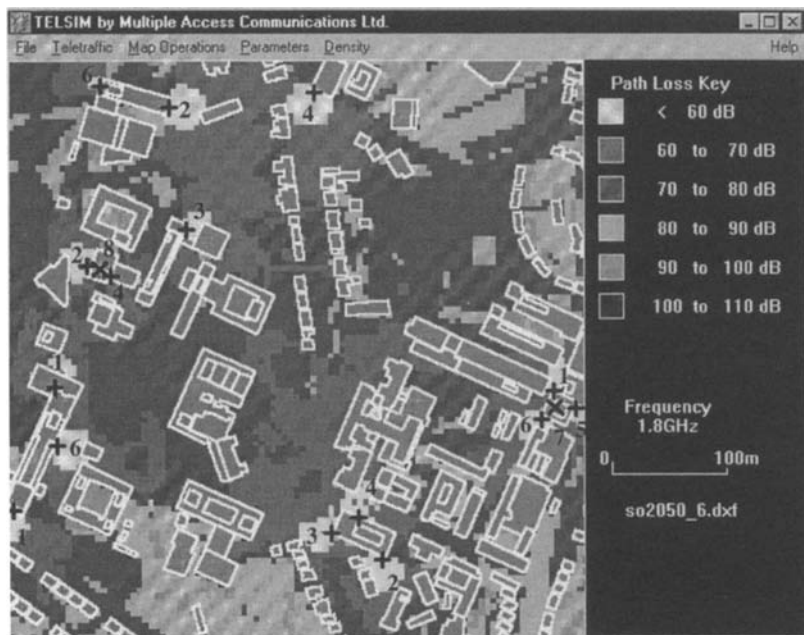 TELSIM by Multiple Access Communications Ltd.
File Teletraffic Map Operations Parameters Density Help
Path Loss Key
< 60 dB
60 to 70 dB
70 to 80 dB
80 to 90 dB
90 to 100 dB
100 to 110 dB
Frequency
1.8GHz
0 100m
so2050_6.dxf
6
2
4
3
8
2
4
1
1
6
5
7
6
4
1
3
2